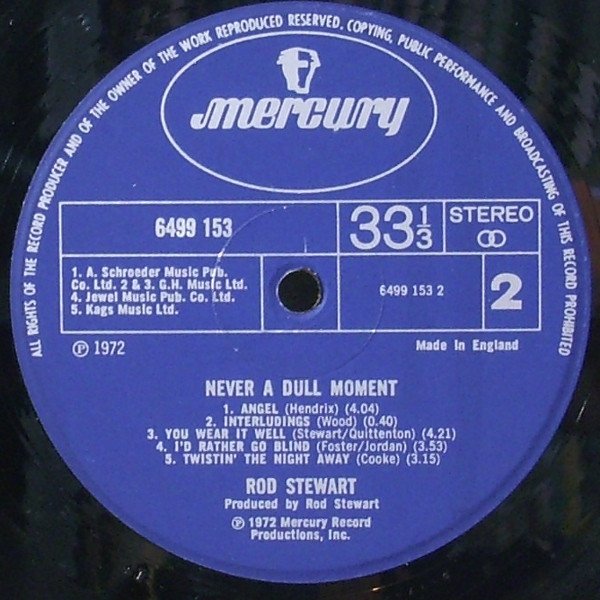 ALL RIGHTS OF THE RECORD PRODUCER AND OF THE OWNER OF THE WORK REPRODUCED RESERVED. COPYING, PUBLIC PERFORMANCE AND BROADCASTING OF THIS RECORD PROHIBITED
mercury
6499 153
33 1/3
STEREO
1. A. Schroeder Music Pub.
Co. Ltd. 2 & 3. G.H. Music Ltd.
4. Jewel Music Pub. Co. Ltd.
5. Kags Music Ltd.
6499 153 2
2
Ⓟ 1972
Made in England
NEVER A DULL MOMENT
1. ANGEL (Hendrix) (4.04)
2. INTERLUDINGS (Wood) (0.40)
3. YOU WEAR IT WELL (Stewart/Quittenton) (4.21)
4. I'D RATHER GO BLIND (Foster/Jordan) (3.53)
5. TWISTIN' THE NIGHT AWAY (Cooke) (3.15)
ROD STEWART
Produced by Rod Stewart
Ⓟ 1972 Mercury Record
Productions, Inc.